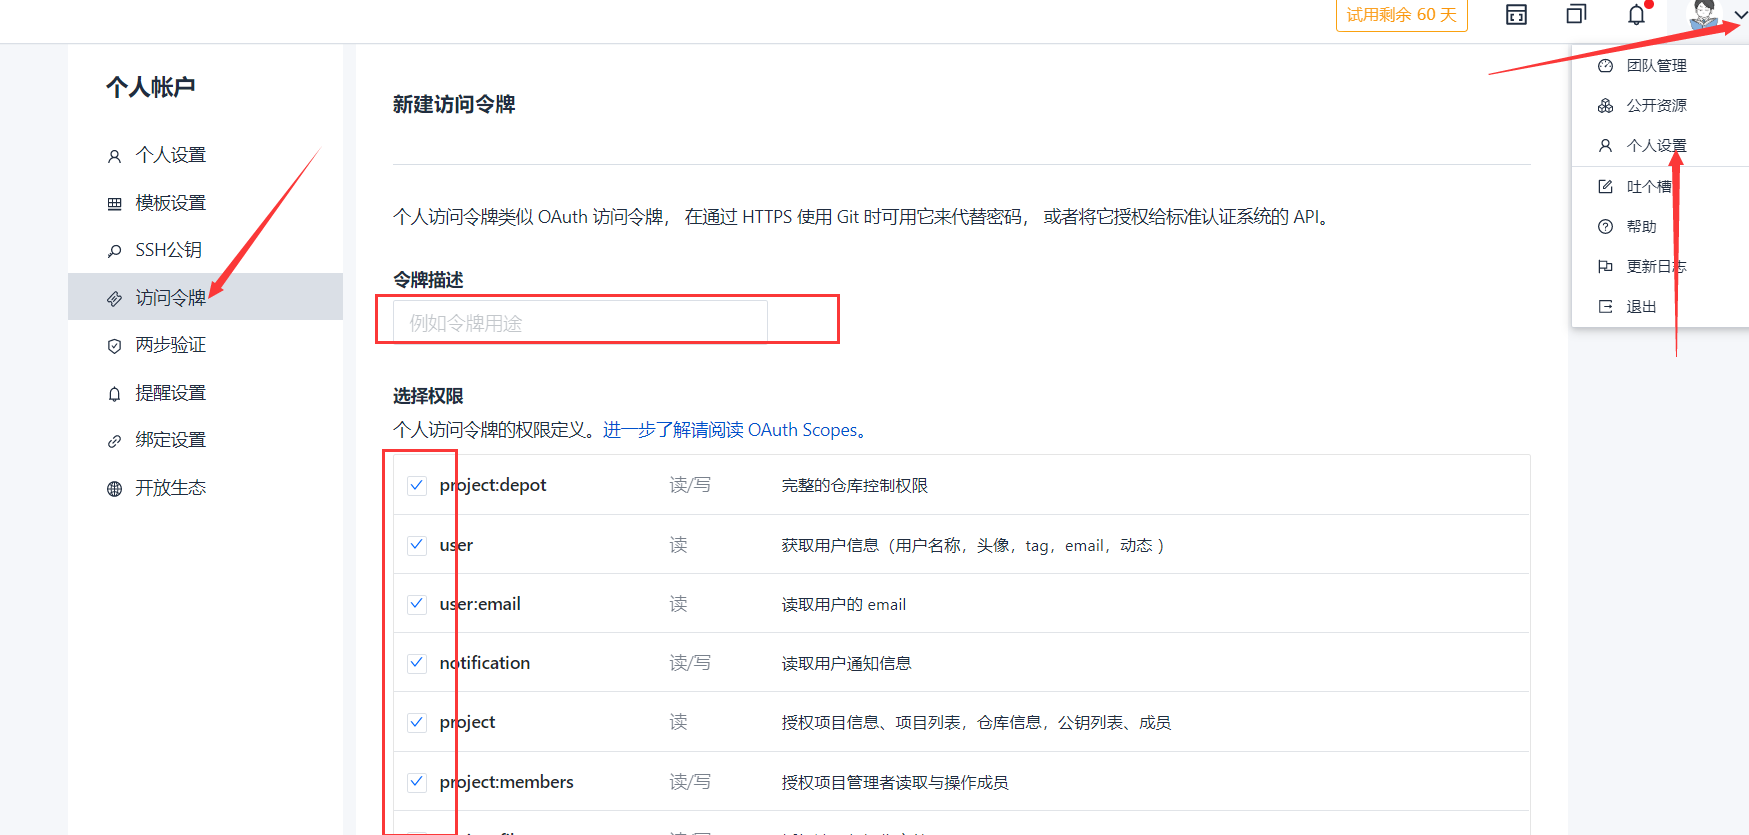 试用剩余 60 天
团队管理
公开资源
个人设置
吐个槽
帮助
更新日志
退出
个人帐户
个人设置
模板设置
SSH公钥
访问令牌
两步验证
提醒设置
绑定设置
开放生态
新建访问令牌
个人访问令牌类似 OAuth 访问令牌， 在通过 HTTPS 使用 Git 时可用它来代替密码， 或者将它授权给标准认证系统的 API。
令牌描述
例如令牌用途
选择权限
个人访问令牌的权限定义。进一步了解请阅读 OAuth Scopes。
project:depot 读/写 完整的仓库控制权限
user 读 获取用户信息（用户名称，头像，tag，email，动态 ）
user:email 读 读取用户的 email
notification 读/写 读取用户通知信息
project 读 授权项目信息、项目列表，仓库信息，公钥列表、成员
project:members 读/写 授权项目管理者读取与操作成员